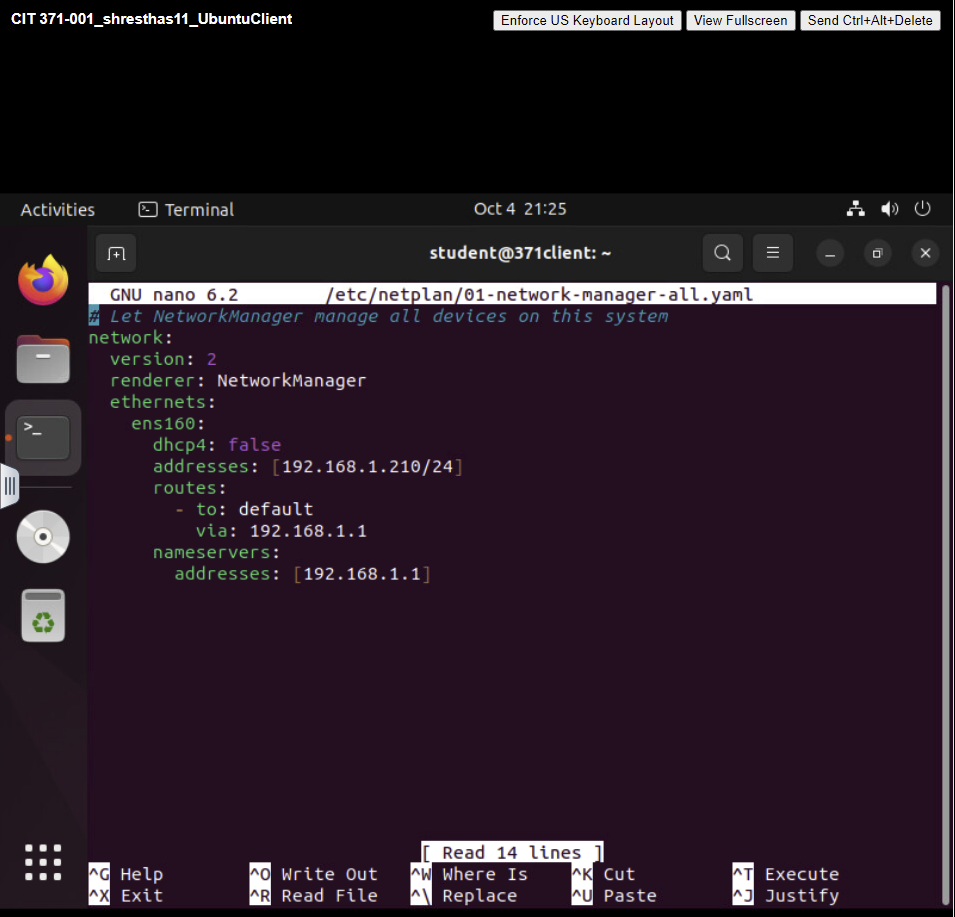 CIT 371-001_shresthas11_UbuntuClient
Enforce US Keyboard Layout View Fullscreen Send Ctrl+Alt+Delete
Activities Terminal Oct 4 21:25
student@371client: ~
GNU nano 6.2 /etc/netplan/01-network-manager-all.yaml
# Let NetworkManager manage all devices on this system
network:
  version: 2
  renderer: NetworkManager
  ethernets:
    ens160:
      dhcp4: false
      addresses: [192.168.1.210/24]
      routes:
        - to: default
          via: 192.168.1.1
      nameservers:
        addresses: [192.168.1.1]
[ Read 14 lines ]
^G Help ^O Write Out ^W Where Is ^K Cut ^T Execute
^X Exit ^R Read File ^\ Replace ^U Paste ^J Justify